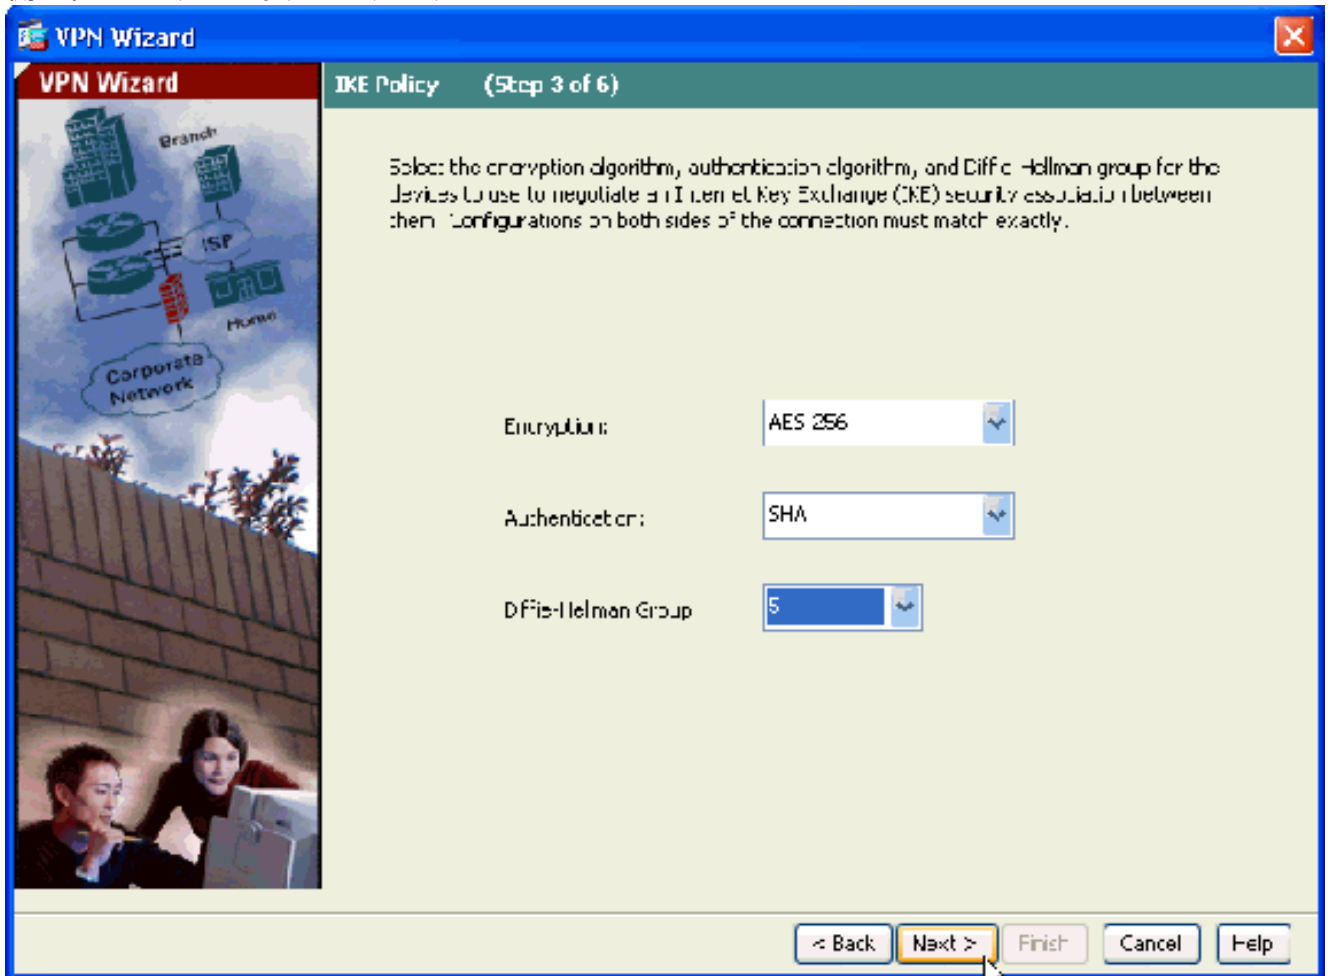 VPN Wizard
VPN Wizard
IKE Policy (Step 3 of 6)
Branch
ISP
Home
Corporate
Network
Select the encryption algorithm, authentication algorithm, and Diffie-Hellman group for the
devices to use to negotiate an Internet Key Exchange (IKE) security association between
them. Configurations on both sides of the connection must match exactly.
Encryption:
AES-256
Authentication:
SHA
Diffie-Hellman Group
5
< Back
Next >
Finish
Cancel
Help